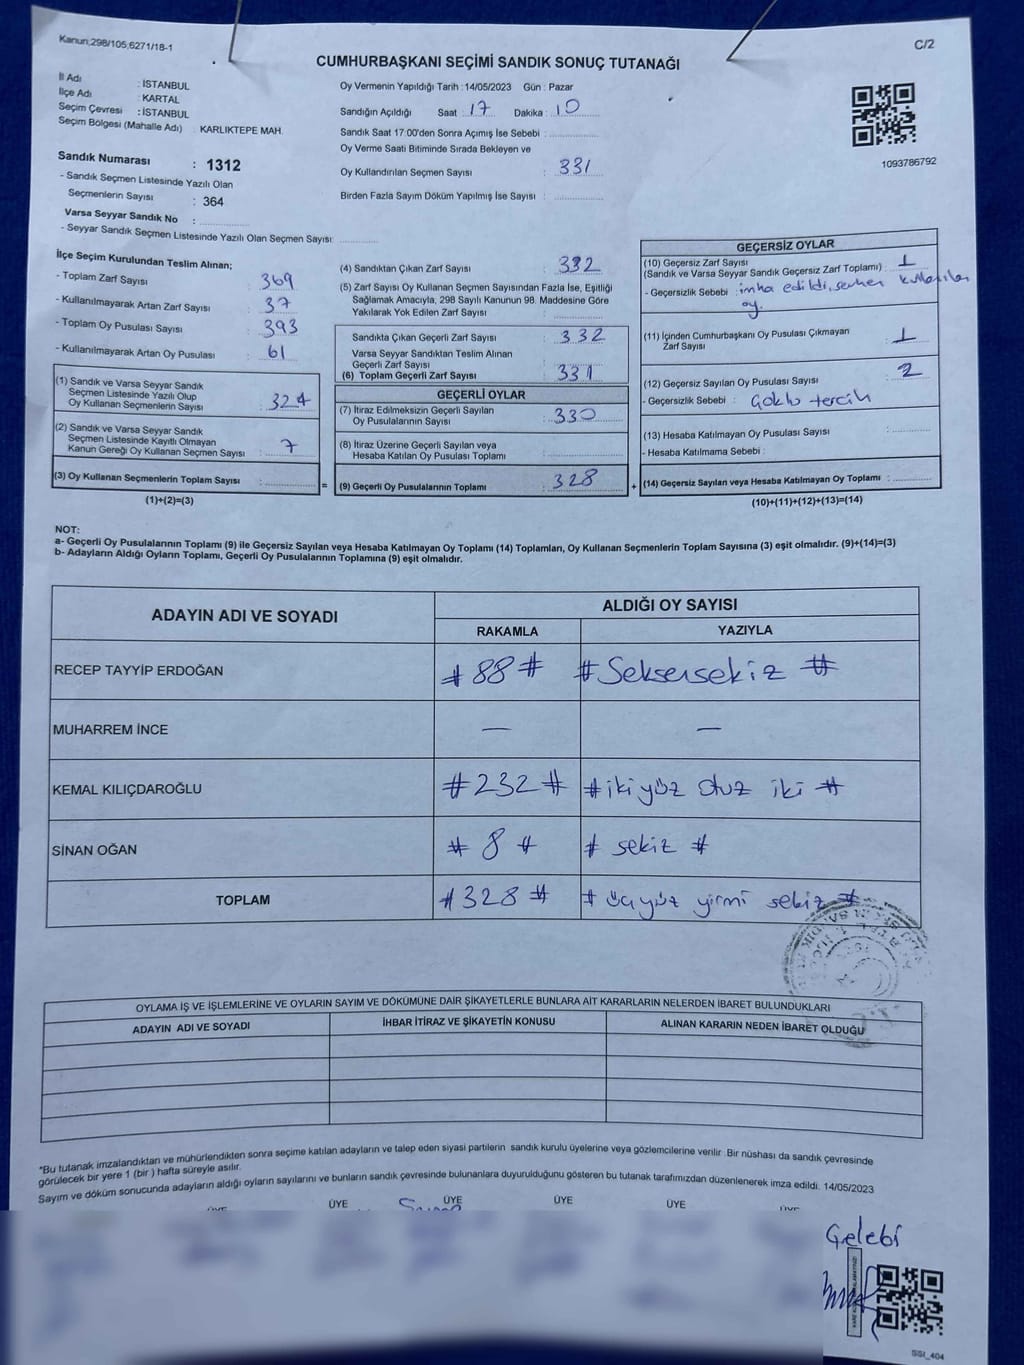 Kanun;298/105,6271/18-1
C/2
CUMHURBAŞKANI SEÇİMİ SANDIK SONUÇ TUTANAĞI
İl Adı : İSTANBUL
İlçe Adı : KARTAL
Seçim Çevresi : İSTANBUL
Seçim Bölgesi (Mahalle Adı) : KARLIKTEPE MAH.
Oy Vermenin Yapıldığı Tarih : 14/05/2023 Gün : Pazar
Sandığın Açıldığı Saat 17 Dakika : 10
Sandık Saat 17:00'den Sonra Açımış İse Sebebi :
Oy Verme Saati Bitiminde Sırada Bekleyen ve
Oy Kullandırılan Seçmen Sayısı : 331
Birden Fazla Sayım Döküm Yapılmış İse Sayısı :
1093786792
Sandık Numarası : 1312
- Sandık Seçmen Listesinde Yazılı Olan
Seçmenlerin Sayısı : 364
Varsa Seyyar Sandık No :
- Seyyar Sandık Seçmen Listesinde Yazılı Olan Seçmen Sayısı:
İlçe Seçim Kurulundan Teslim Alınan;
- Toplam Zarf Sayısı : 369
- Kullanılmayarak Artan Zarf Sayısı : 37
- Toplam Oy Pusulası Sayısı : 393
- Kullanılmayarak Artan Oy Pusulası : 61
(1) Sandık ve Varsa Seyyar Sandık
Seçmen Listesinde Yazılı Olup
Oy Kullanan Seçmenlerin Sayısı : 324
(2) Sandık ve Varsa Seyyar Sandık
Seçmen Listesinde Kayıtlı Olmayan
Kanun Gereği Oy Kullanan Seçmen Sayısı : 7
(3) Oy Kullanan Seçmenlerin Toplam Sayısı : =
(1)+(2)=(3)
(4) Sandıktan Çıkan Zarf Sayısı : 332
(5) Zarf Sayısı Oy Kullanan Seçmen Sayısından Fazla İse, Eşitliği
Sağlamak Amacıyla, 298 Sayılı Kanunun 98. Maddesine Göre
Yakılarak Yok Edilen Zarf Sayısı :
Sandıkta Çıkan Geçerli Zarf Sayısı : 332
Varsa Seyyar Sandıktan Teslim Alınan
Geçerli Zarf Sayısı :
(6) Toplam Geçerli Zarf Sayısı : 331
GEÇERLİ OYLAR
(7) İtiraz Edilmeksizin Geçerli Sayılan
Oy Pusulalarının Sayısı : 330
(8) İtiraz Üzerine Geçerli Sayılan veya
Hesaba Katılan Oy Pusulası Toplamı :
(9) Geçerli Oy Pusulalarının Toplamı : 328 +
GEÇERSİZ OYLAR
(10) Geçersiz Zarf Sayısı
(Sandık ve Varsa Seyyar Sandık Geçersiz Zarf Toplamı) : 1
- Geçersizlik Sebebi : imha edildi,
oy.
(11) İçinden Cumhurbaşkanı Oy Pusulası Çıkmayan
Zarf Sayısı : 1
(12) Geçersiz Sayılan Oy Pusulası Sayısı : 2
- Geçersizlik Sebebi : Çoklu tercih
(13) Hesaba Katılmayan Oy Pusulası Sayısı :
- Hesaba Katılmama Sebebi :
(14) Geçersiz Sayılan veya Hesaba Katılmayan Oy Toplamı :
(10)+(11)+(12)+(13)=(14)
NOT:
a- Geçerli Oy Pusulalarının Toplamı (9) ile Geçersiz Sayılan veya Hesaba Katılmayan Oy Toplamı (14) Toplamları, Oy Kullanan Seçmenlerin Toplam Sayısına (3) eşit olmalıdır. (9)+(14)=(3)
b- Adayların Aldığı Oyların Toplamı, Geçerli Oy Pusulalarının Toplamına (9) eşit olmalıdır.
ADAYIN ADI VE SOYADI
ALDIĞI OY SAYISI
RAKAMLA YAZIYLA
RECEP TAYYİP ERDOĞAN # 88 # # Seksensekiz #
MUHARREM İNCE — —
KEMAL KILIÇDAROĞLU # 232 # # iki yüz otuz iki #
SİNAN OĞAN # 8 # # sekiz #
TOPLAM # 328 # # üçyüz yirmi sekiz #
OYLAMA İŞ VE İŞLEMLERİNE VE OYLARIN SAYIM VE DÖKÜMÜNE DAİR ŞİKAYETLERLE BUNLARA AİT KARARLARIN NELERDEN İBARET BULUNDUKLARI
ADAYIN ADI VE SOYADI İHBAR İTİRAZ VE ŞİKAYETİN KONUSU ALINAN KARARIN NEDEN İBARET OLDUĞU
*Bu tutanak imzalandıktan ve mühürlendikten sonra seçime katılan adayların ve talep eden siyasi partilerin sandık kurulu üyelerine veya gözlemcilerine verilir. Bir nüshası da sandık çevresinde
görülecek bir yere 1 (bir) hafta süreyle asılır.
Sayım ve döküm sonucunda adayların aldığı oyların sayılarını ve bunların sandık çevresinde bulunanlara duyurulduğunu gösteren bu tutanak tarafımızdan düzenlenerek imza edildi. 14/05/2023
ÜYE ÜYE ÜYE ÜYE ÜYE ÜYE
Çelebi
SSI_404